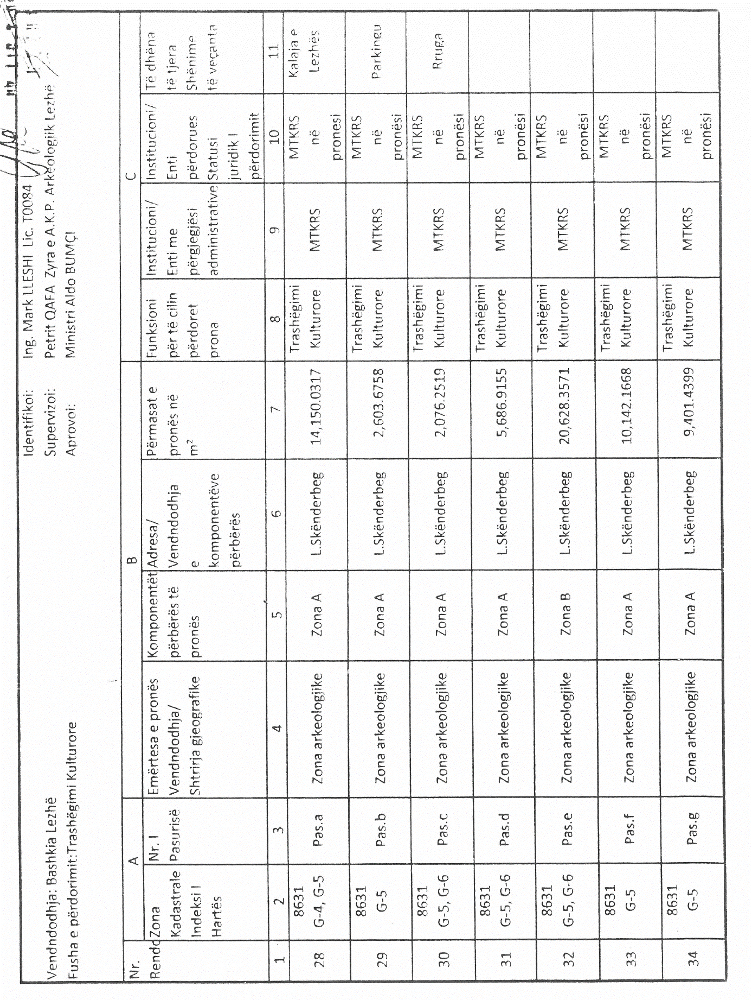 Identifikoi: Ing. Mark LLESHI Lic. T0084
Vendndodhja: Bashkia Lezhë Supervizoi: Petrit QAFA Zyra e A.K.P. Arkeologjik Lezhë
Fusha e përdorimit:Trashëgimi Kulturore Aprovoi: Ministri Aldo BUMÇI
Nr. A B C
Rendo
Zona
Kadastrale
Indeksi I
Hartës
Nr. I
Pasurisë
Emërtesa e pronës
Vendndodhja/
Shtrirja gjeografike
Komponentët
përbërës të
pronës
Adresa/
Vendndodhja
e
komponentëve
përbërës
Përmasat e
pronës në
m²
Funksioni
për të cilin
përdoret
prona
Institucioni/
Enti me
përgjegjësi
administrative
Institucioni/
Enti
përdorues
Statusi
juridik I
përdorimit
Të dhëna
të tjera
Shënime
të veçanta
1 2 3 4 5 6 7 8 9 10 11
28
8631
G-4, G-5
Pas.a
Zona arkeologjike
Zona A
L.Skënderbeg
14,150.0317
Trashëgimi
Kulturore
MTKRS
MTKRS
në
pronësi
Kalaja e
Lezhës
29
8631
G-5
Pas.b
Zona arkeologjike
Zona A
L.Skënderbeg
2,603.6758
Trashëgimi
Kulturore
MTKRS
MTKRS
në
pronësi
Parkingu
30
8631
G-5, G-6
Pas.c
Zona arkeologjike
Zona A
L.Skënderbeg
2,076.2519
Trashëgimi
Kulturore
MTKRS
MTKRS
në
pronësi
Rruga
31
8631
G-5, G-6
Pas.d
Zona arkeologjike
Zona A
L.Skënderbeg
5,686.9155
Trashëgimi
Kulturore
MTKRS
MTKRS
në
pronësi
32
8631
G-5, G-6
Pas.e
Zona arkeologjike
Zona B
L.Skënderbeg
20,628.3571
Trashëgimi
Kulturore
MTKRS
MTKRS
në
pronësi
33
8631
G-5
Pas.f
Zona arkeologjike
Zona A
L.Skënderbeg
10,142.1668
Trashëgimi
Kulturore
MTKRS
MTKRS
në
pronësi
34
8631
G-5
Pas.g
Zona arkeologjike
Zona A
L.Skënderbeg
9,401.4399
Trashëgimi
Kulturore
MTKRS
MTKRS
në
pronësi